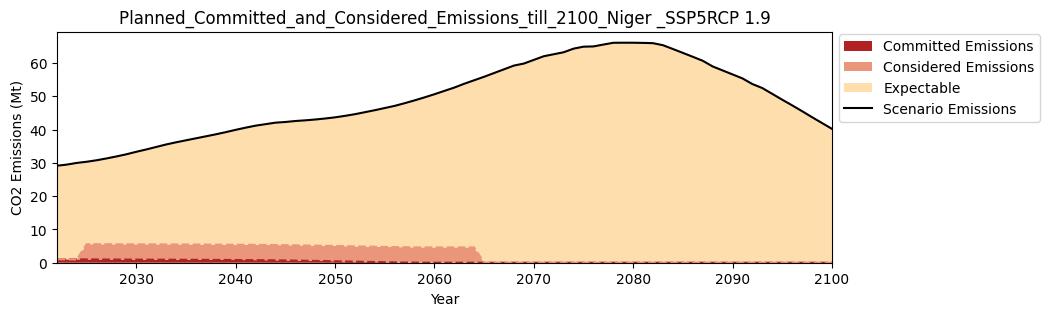 Planned_Committed_and_Considered_Emissions_till_2100_Niger _SSP5RCP 1.9
Committed Emissions
Considered Emissions
Expectable
Scenario Emissions
CO2 Emissions (Mt)
60
50
40
30
20
10
0
2030 2040 2050 2060 2070 2080 2090 2100
Year